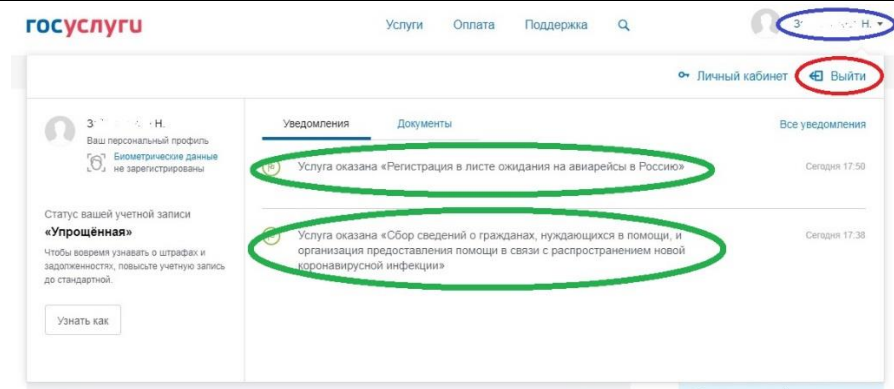 госуслуги
Услуги Оплата Поддержка
З Н.
Личный кабинет Выйти
З Н.
Ваш персональный профиль
Биометрические данные
не зарегистрированы
Статус вашей учетной записи
«Упрощённая»
Чтобы вовремя узнавать о штрафах и
задолженностях, повысьте учетную запись
до стандартной.
Узнать как
Уведомления Документы Все уведомления
Услуга оказана «Регистрация в листе ожидания на авиарейсы в Россию» Сегодня 17:50
Услуга оказана «Сбор сведений о гражданах, нуждающихся в помощи, и Сегодня 17:38
организация предоставления помощи в связи с распространением новой
коронавирусной инфекции»